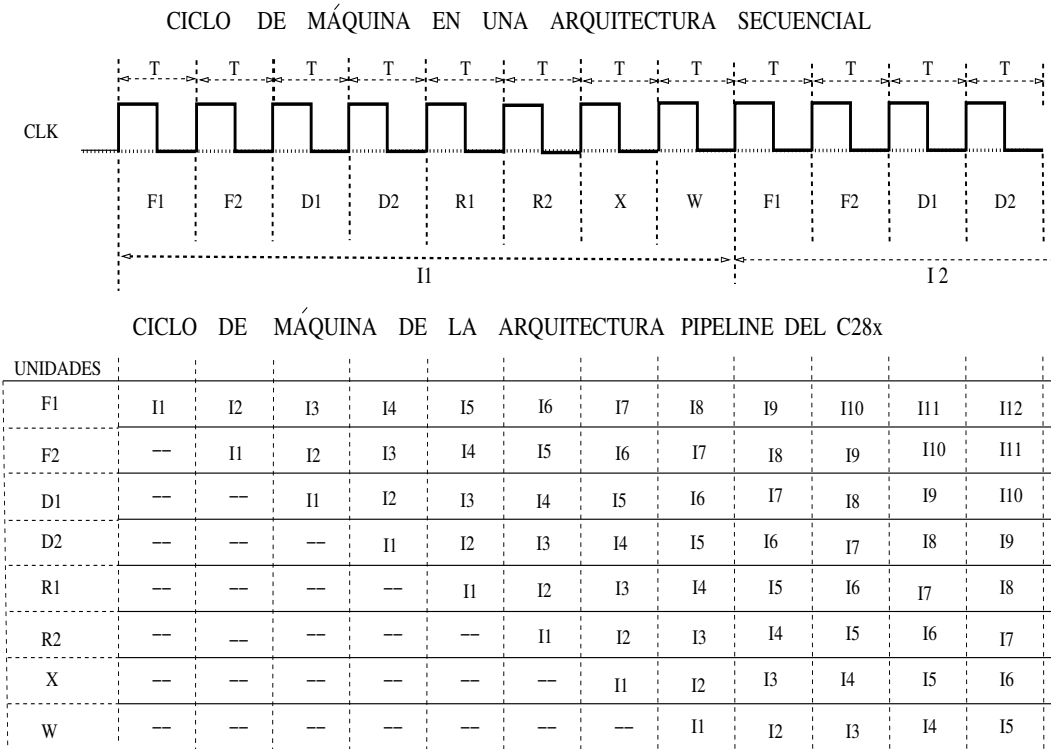 CICLO DE MÁQUINA EN UNA ARQUITECTURA SECUENCIAL
T T T T T T T T T T T T
CLK
F1 F2 D1 D2 R1 R2 X W F1 F2 D1 D2
I1 I 2
CICLO DE MÁQUINA DE LA ARQUITECTURA PIPELINE DEL C28x
UNIDADES
F1 I1 I2 I3 I4 I5 I6 I7 I8 I9 I10 I11 I12
F2 -- I1 I2 I3 I4 I5 I6 I7 I8 I9 I10 I11
D1 -- -- I1 I2 I3 I4 I5 I6 I7 I8 I9 I10
D2 -- -- -- I1 I2 I3 I4 I5 I6 I7 I8 I9
R1 -- -- -- -- I1 I2 I3 I4 I5 I6 I7 I8
R2 -- -- -- -- -- I1 I2 I3 I4 I5 I6 I7
X -- -- -- -- -- -- I1 I2 I3 I4 I5 I6
W -- -- -- -- -- -- -- I1 I2 I3 I4 I5